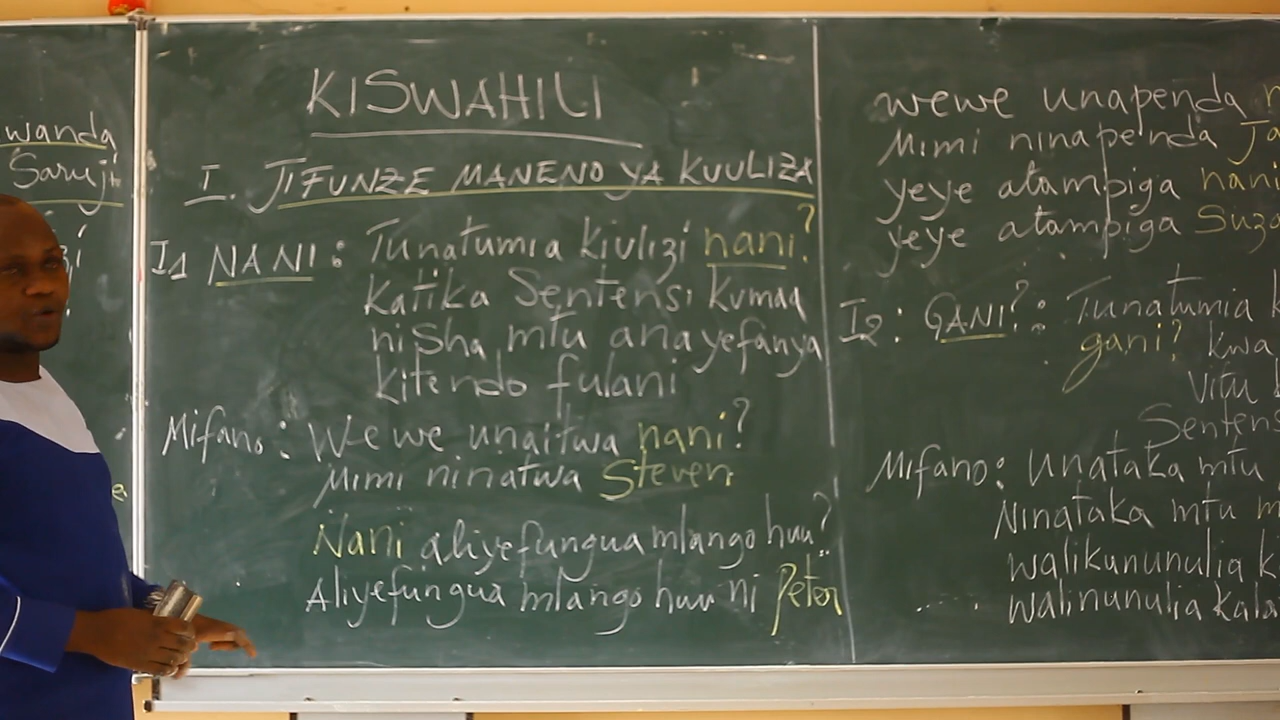 wanda
Saruji
KISWAHILI
I. JIFUNZE MANENO YA KUULIZA
I1 NANI: Tunatumia kiulizi nani?
katika Sentensi kumaa
nisha mtu anayefanya
kitendo fulani
Mifano: Wewe unaitwa nani?
Mimi ninatwa Steven
Nani aliyefungua mlango huu?
Aliyefungua mlango huu ni Peter
wewe unapenda
Mimi ninapenda Ja
yeye atampiga nani
yeye atampiga Suza
I2: GANI?: Tunatumia
gani? kwa
vitu
Sentens
Mifano: Unataka mtu
Ninataka mtu m
walikununulia k
walinunulia kala